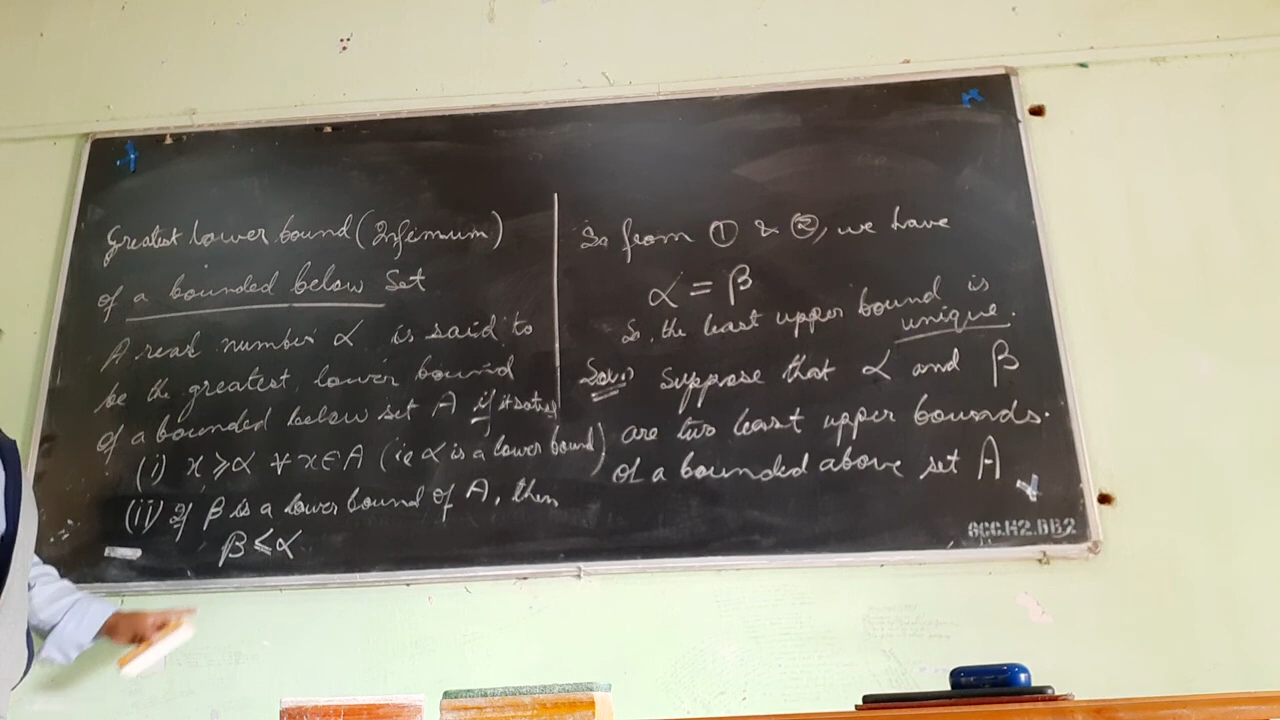 Greatest lower bound (Infimum)
of a bounded below Set
A real number α is said to
be the greatest lower bound
of a bounded below set A if it satisfy
(i) x ≥ α ∀ x ∈ A (ie α is a lower bound)
(ii) If β is a lower bound of A, then
β ≤ α
So from ① & ②, we have
α = β
So, the least upper bound is
unique.
Suppose that α and β
are two least upper bounds.
of a bounded above set A
GCC.H2.BB2